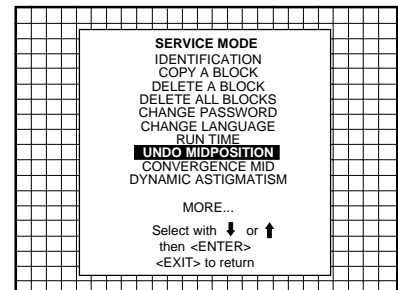 SERVICE MODE
IDENTIFICATION
COPY A BLOCK
DELETE A BLOCK
DELETE ALL BLOCKS
CHANGE PASSWORD
CHANGE LANGUAGE
RUN TIME
UNDO MIDPOSITION
CONVERGENCE MID
DYNAMIC ASTIGMATISM
MORE...
Select with ⬇ or ⬆
then <ENTER>
<EXIT> to return